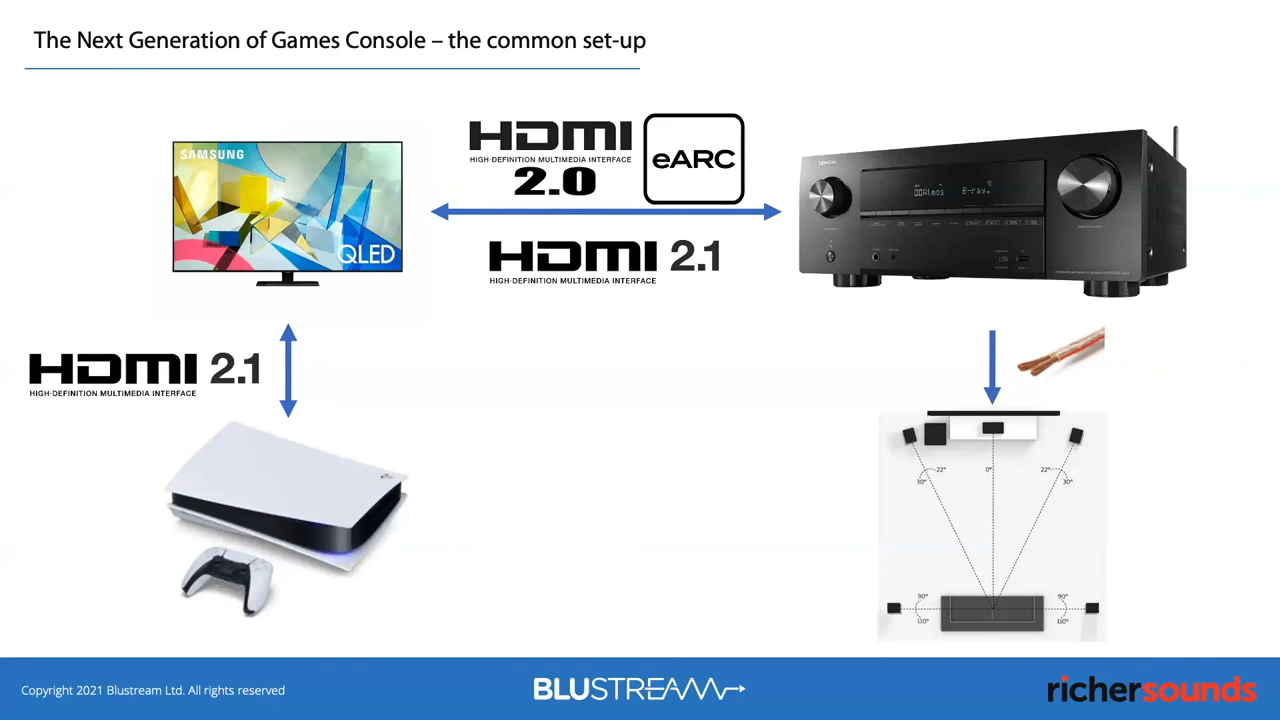 The Next Generation of Games Console – the common set-up
SAMSUNG
QLED
HDMI
HIGH-DEFINITION MULTIMEDIA INTERFACE
2.0
eARC
HDMI 2.1
HIGH-DEFINITION MULTIMEDIA INTERFACE
DENON
Atmos
HDMI 2.1
HIGH-DEFINITION MULTIMEDIA INTERFACE
22° 0° 22°
30° 30°
90° 90°
110° 110°
Copyright 2021 Blustream Ltd. All rights reserved
BLUSTREAM
richersounds